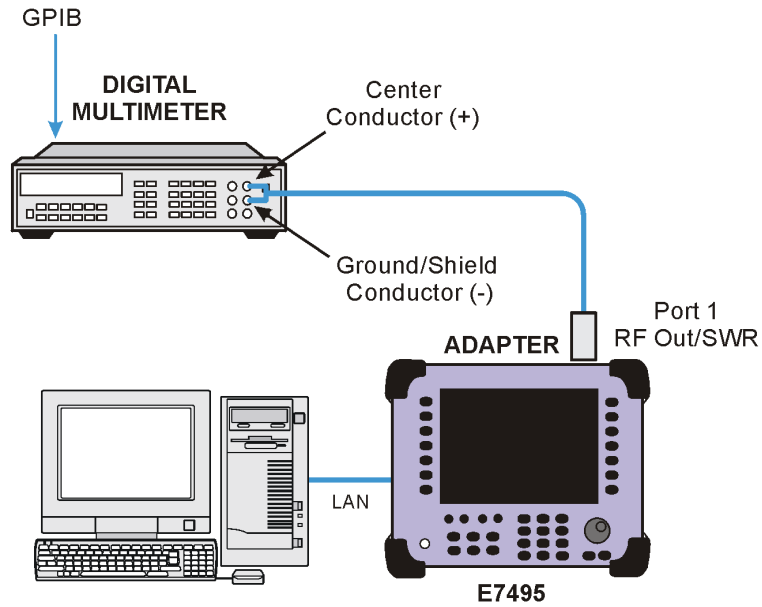 GPIB
DIGITAL
MULTIMETER
Center
Conductor (+)
Ground/Shield
Conductor (-)
Port 1
RF Out/SWR
ADAPTER
LAN
E7495